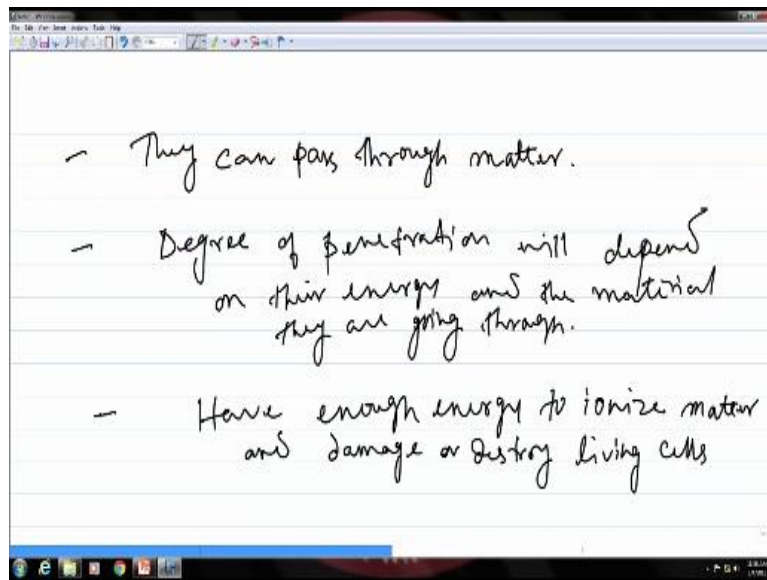 - They can pass through matter.
- Degree of penetration will depend
on their energy and the material
they are going through.
- Have enough energy to ionize matter
and damage or destroy living cells